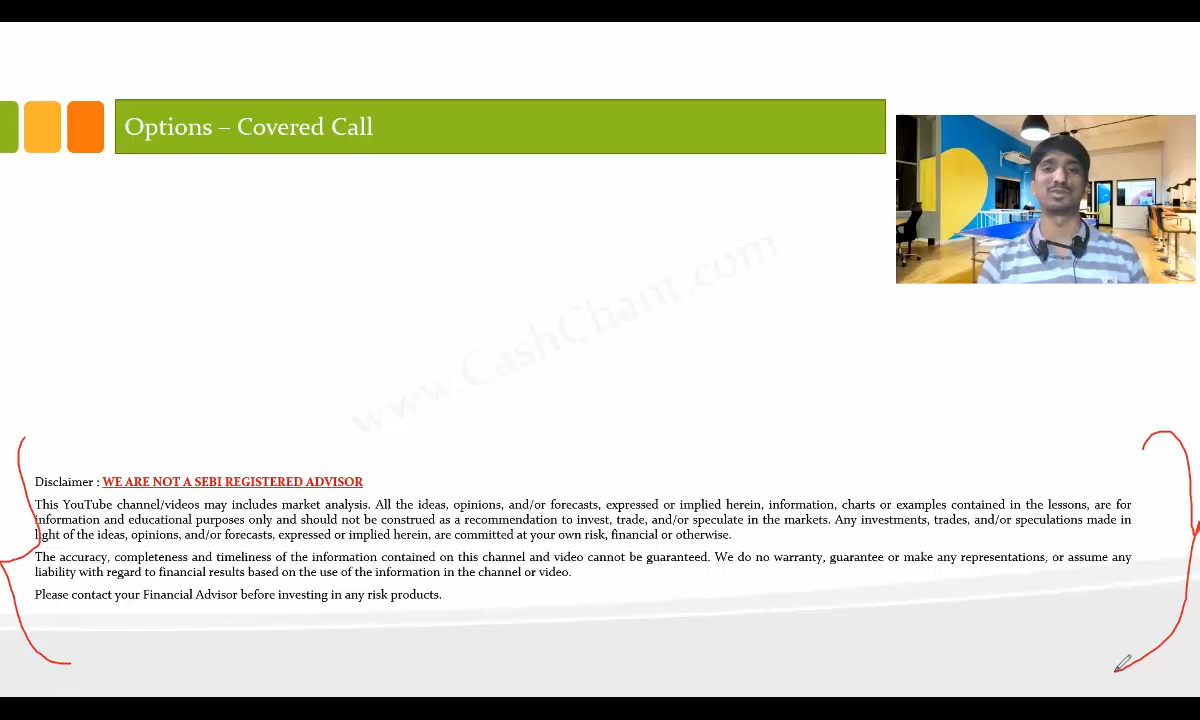 Options – Covered Call
www.CashChant.com
Disclaimer : WE ARE NOT A SEBI REGISTERED ADVISOR
This YouTube channel/videos may includes market analysis. All the ideas, opinions, and/or forecasts, expressed or implied herein, information, charts or examples contained in the lessons, are for
information and educational purposes only and should not be construed as a recommendation to invest, trade, and/or speculate in the markets. Any investments, trades, and/or speculations made in
light of the ideas, opinions, and/or forecasts, expressed or implied herein, are committed at your own risk, financial or otherwise.
The accuracy, completeness and timeliness of the information contained on this channel and video cannot be guaranteed. We do no warranty, guarantee or make any representations, or assume any
liability with regard to financial results based on the use of the information in the channel or video.
Please contact your Financial Advisor before investing in any risk products.